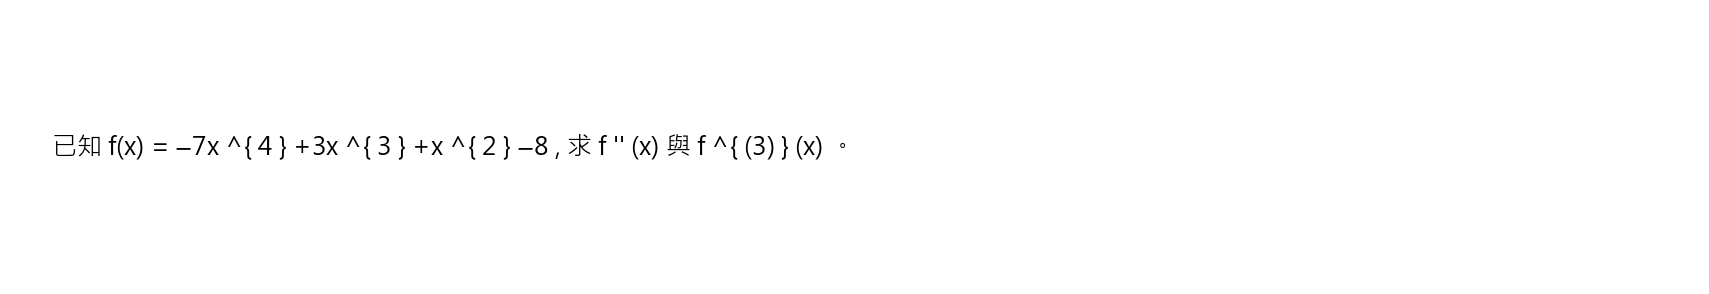 已知 f(x) = −7x ^{ 4 } +3x ^{ 3 } +x ^{ 2 } −8 , 求 f '' (x) 與 f ^{ (3) } (x) 。